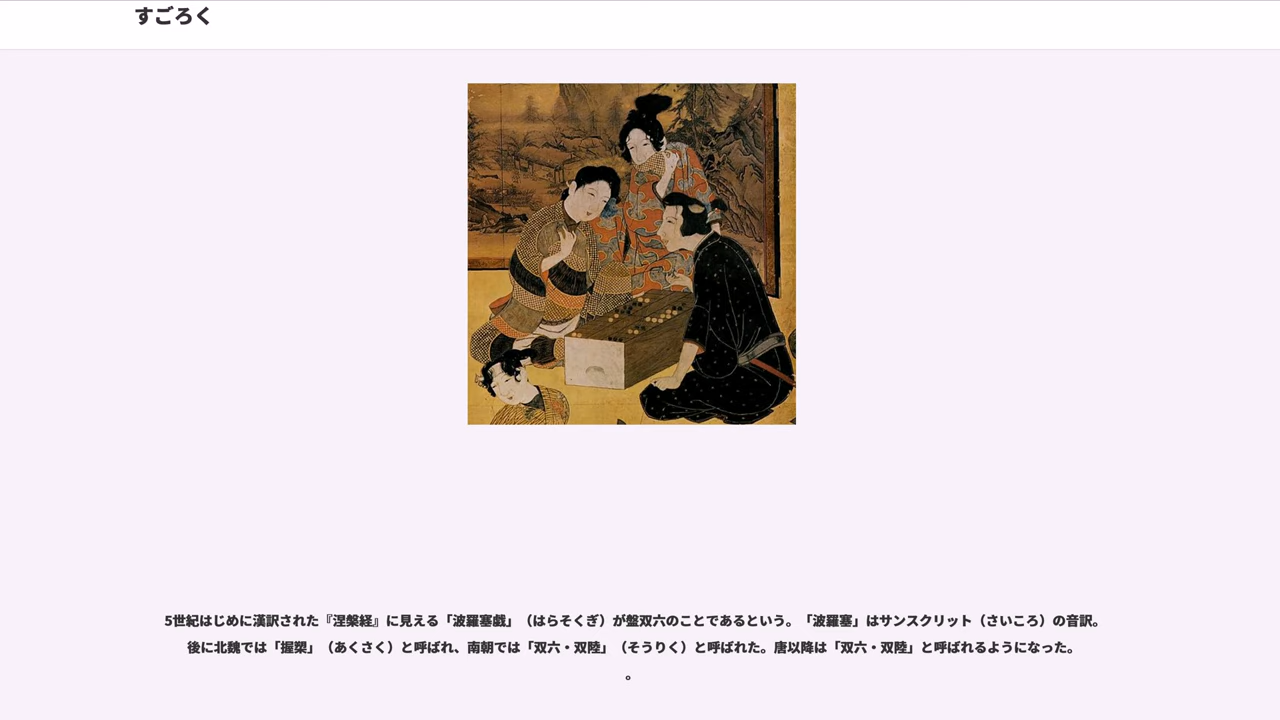 すごろく
5世紀はじめに漢訳された『涅槃経』に見える「波羅塞戯」（はらそくぎ）が盤双六のことであるという。「波羅塞」はサンスクリット（さいころ）の音訳。
後に北魏では「握槊」（あくさく）と呼ばれ、南朝では「双六・双陸」（そうりく）と呼ばれた。唐以降は「双六・双陸」と呼ばれるようになった。
。